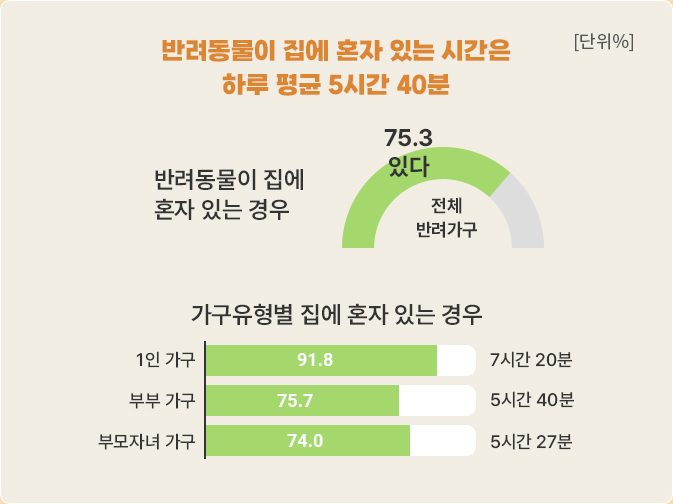 반려동물이 집에 혼자 있는 시간은
하루 평균 5시간 40분
[단위%]
75.3
있다
반려동물이 집에
혼자 있는 경우
전체
반려가구
가구유형별 집에 혼자 있는 경우
1인 가구 91.8 7시간 20분
부부 가구 75.7 5시간 40분
부모자녀 가구 74.0 5시간 27분